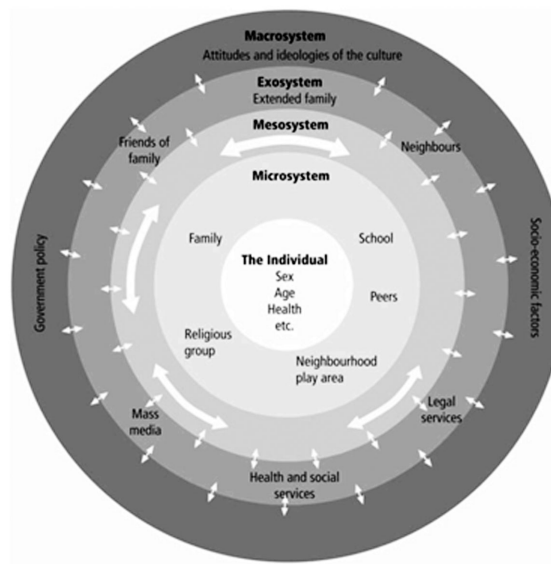 Macrosystem
Attitudes and ideologies of the culture
Exosystem
Extended family
Mesosystem
Friends of
family
Neighbours
Microsystem
Family
School
The Individual
Sex
Age
Health
etc.
Government policy
Socio-economic factors
Peers
Religious
group
Neighbourhood
play area
Mass
media
Legal
services
Health and social
services